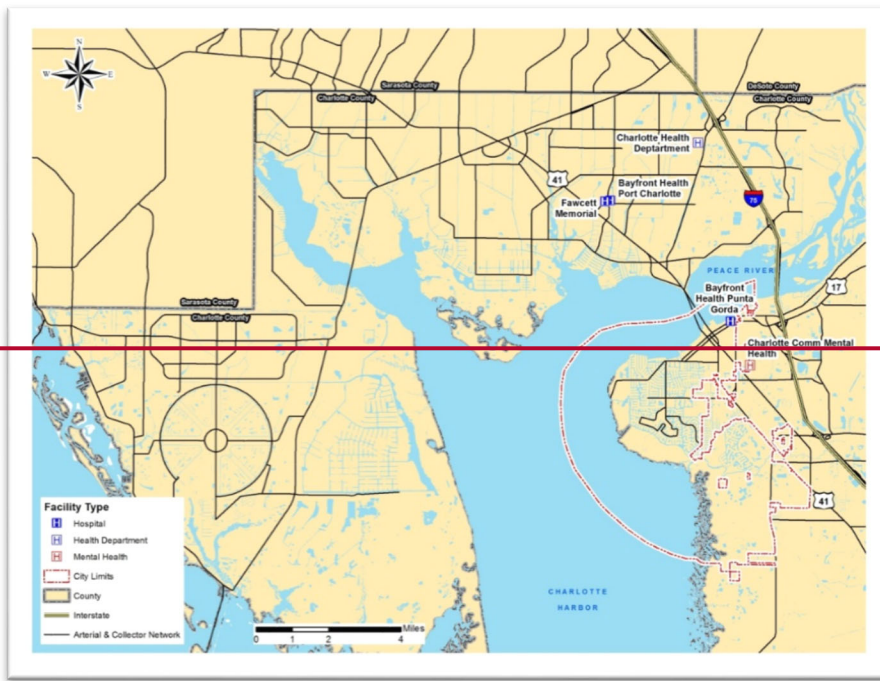 N
W
E
S
Sarasota County
Charlotte County
DeSoto County
Charlotte County
Charlotte Health
Deptartment
41
Bayfront Health
Port Charlotte
Fawcett
Memorial
75
PEACE RIVER
17
Bayfront
Health Punta
Gorda
Sarasota County
Charlotte County
Charlotte Comm Mental
Health
41
Facility Type
H Hospital
H Health Department
H Mental Health
City Limits
County
Interstate
Arterial & Collector Network
CHARLOTTE
HARBOR
Miles
0 1 2 4